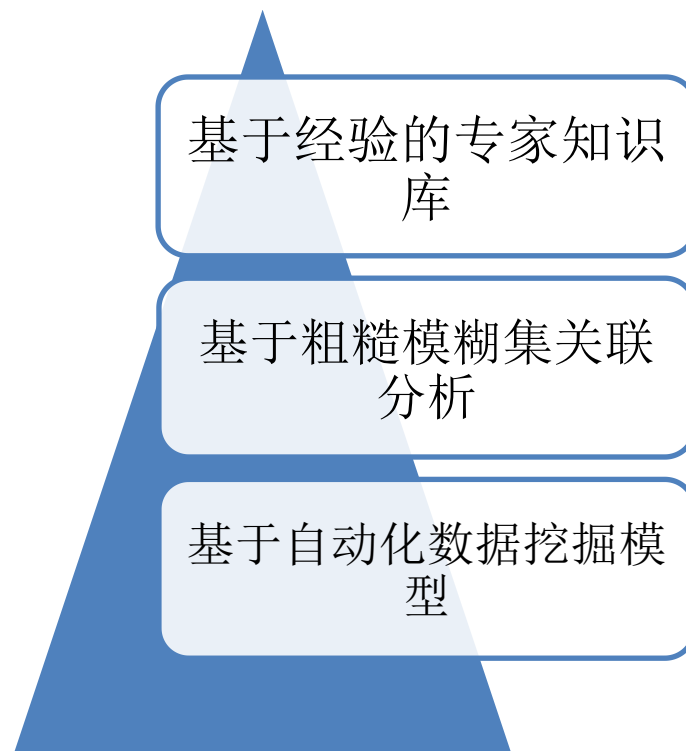 基于经验的专家知识
库
基于粗糙模糊集关联
分析
基于自动化数据挖掘模
型